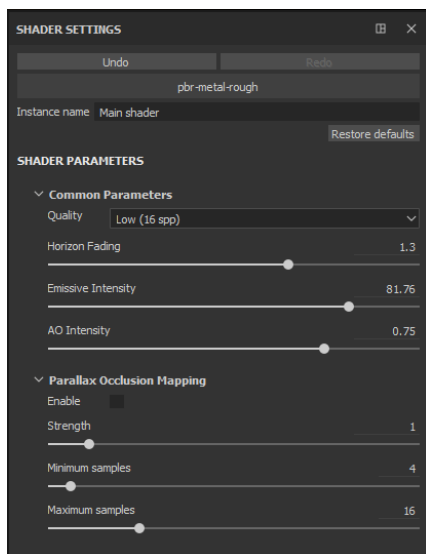 SHADER SETTINGS
Undo Redo
pbr-metal-rough
Instance name Main shader
Restore defaults
SHADER PARAMETERS
Common Parameters
Quality Low (16 spp)
Horizon Fading 1.3
Emissive Intensity 81.76
AO Intensity 0.75
Parallax Occlusion Mapping
Enable
Strength 1
Minimum samples 4
Maximum samples 16